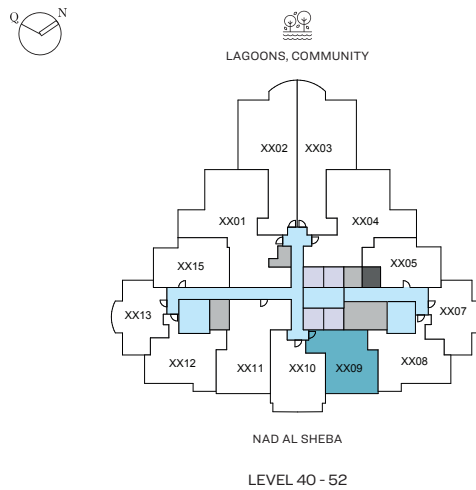 Q N
LAGOONS, COMMUNITY
XX02 XX03
XX01 XX04
XX15 XX05
XX13 XX07
XX12 XX11 XX10 XX09 XX08
NAD AL SHEBA
LEVEL 40 - 52